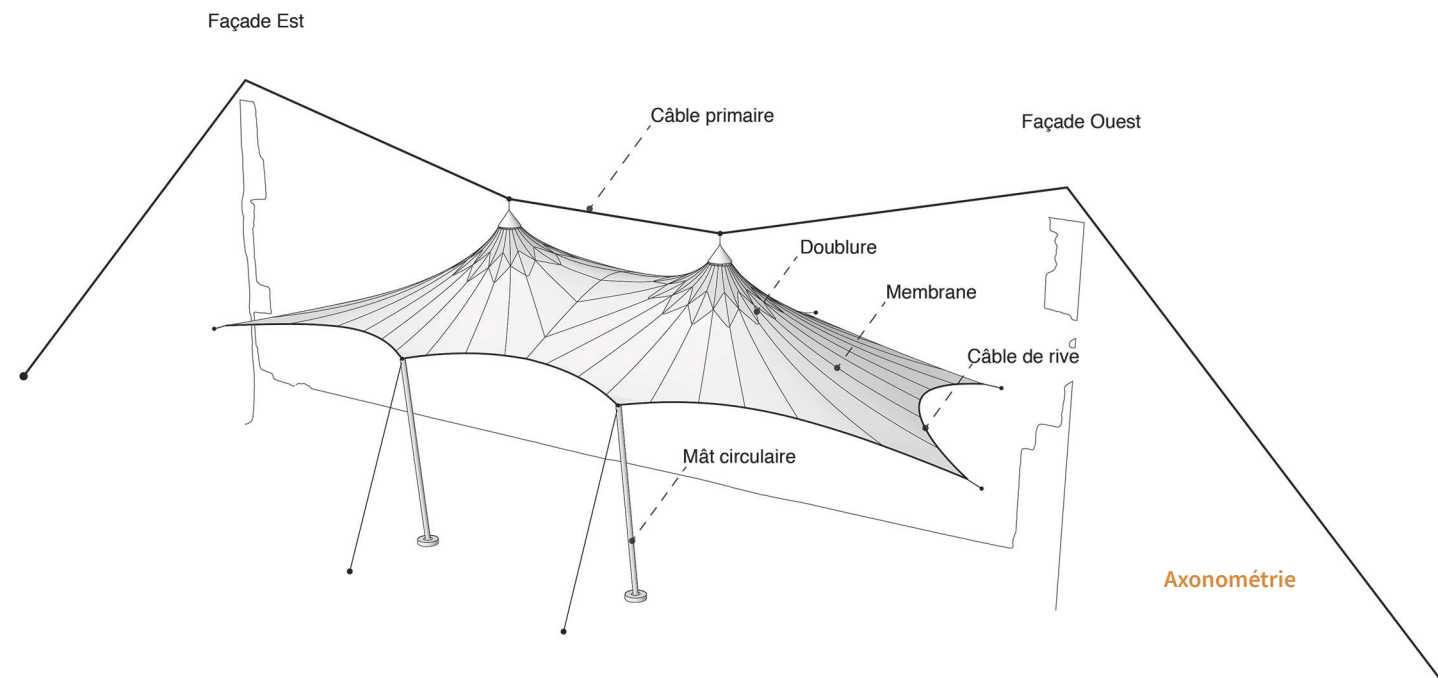 Façade Est
Câble primaire
Façade Ouest
Doublure
Membrane
Câble de rive
Mât circulaire
Axonométrie